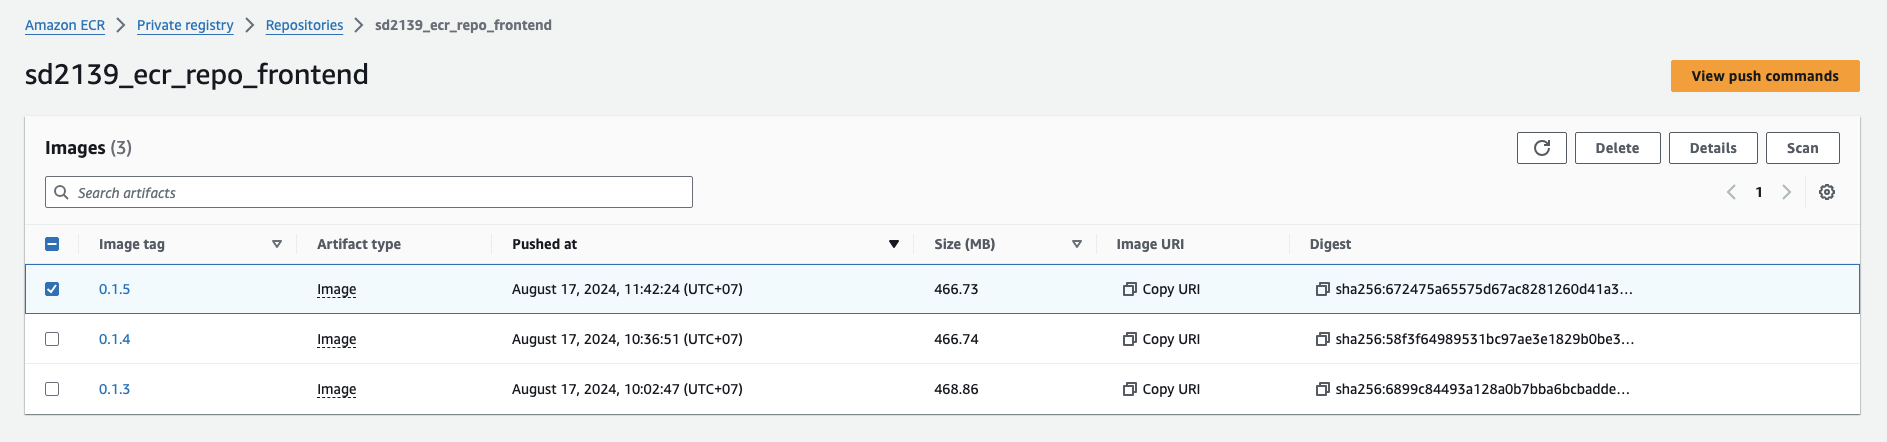 Amazon ECR > Private registry > Repositories > sd2139_ecr_repo_frontend
sd2139_ecr_repo_frontend
View push commands
Images (3)
Delete Details Scan
Search artifacts
1
Image tag Artifact type Pushed at Size (MB) Image URI Digest
0.1.5 Image August 17, 2024, 11:42:24 (UTC+07) 466.73 Copy URI sha256:672475a65575d67ac8281260d41a3...
0.1.4 Image August 17, 2024, 10:36:51 (UTC+07) 466.74 Copy URI sha256:58f3f64989531bc97ae3e1829b0be3...
0.1.3 Image August 17, 2024, 10:02:47 (UTC+07) 468.86 Copy URI sha256:6899c84493a128a0b7bba6bcbadde...